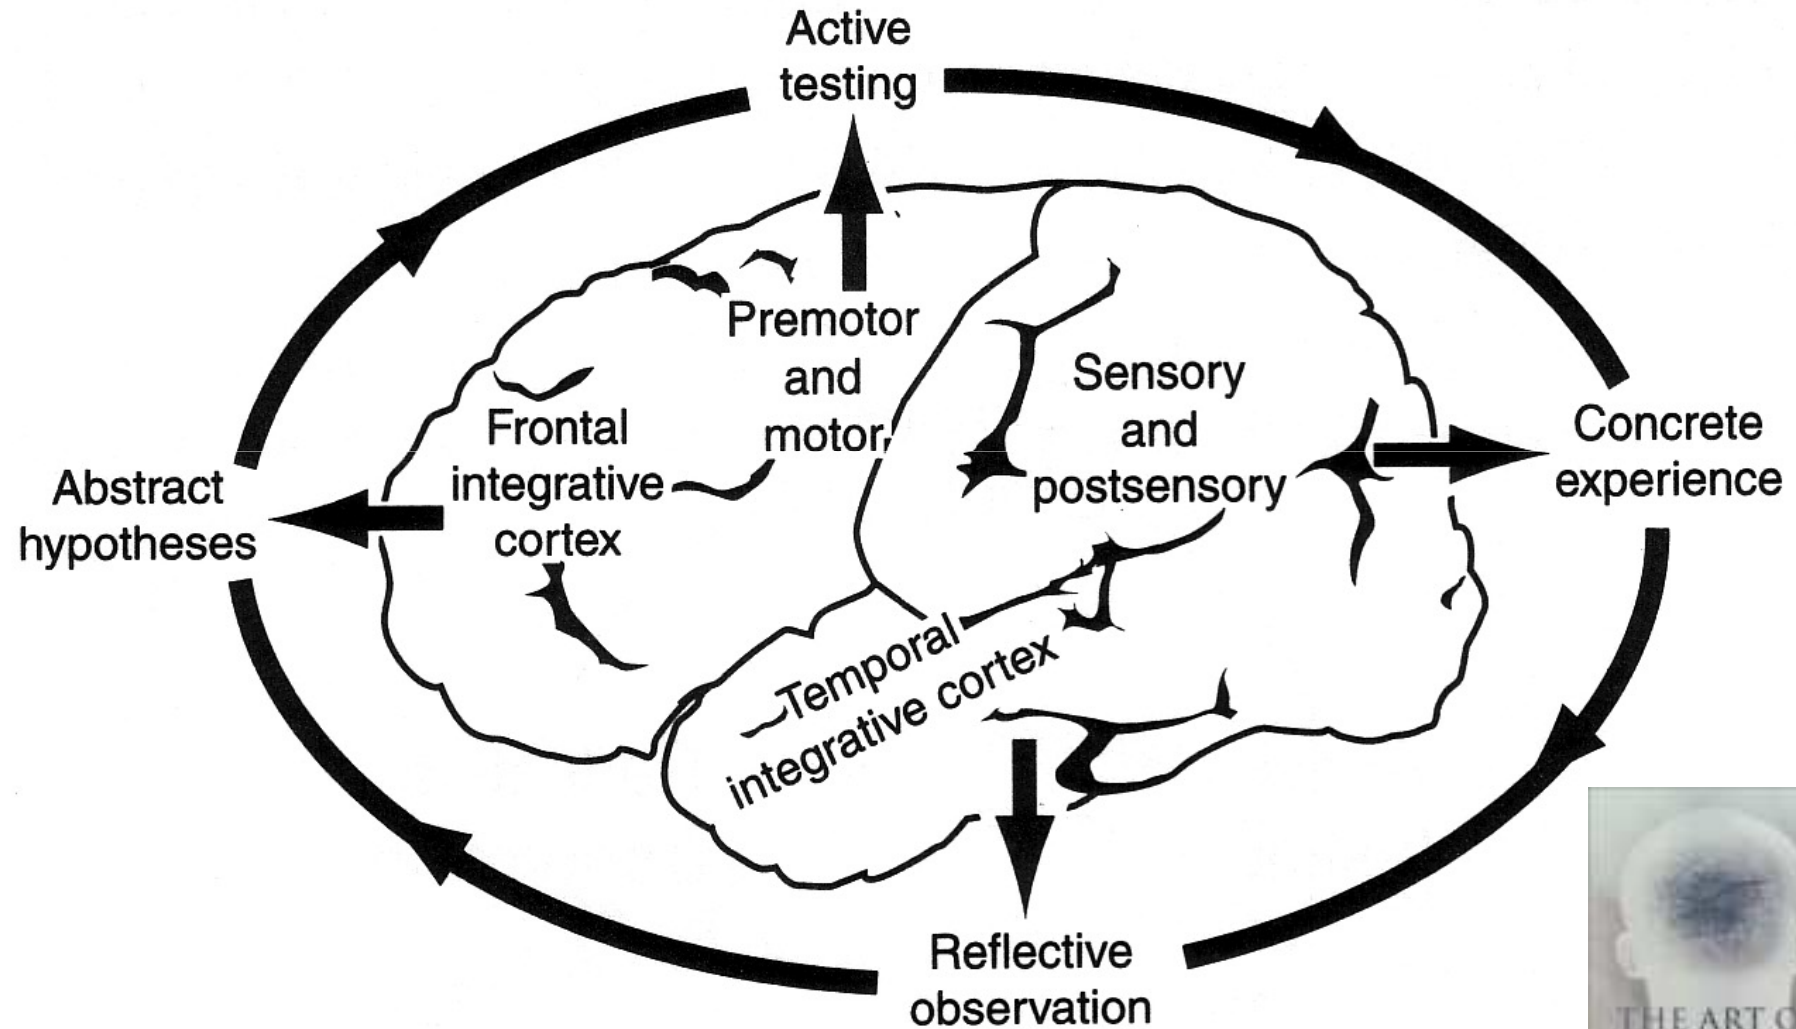 Active
testing
Premotor
and
motor
Sensory
and
postsensory
Concrete
experience
Frontal
integrative
cortex
Abstract
hypotheses
Temporal
integrative cortex
Reflective
observation
THE ART